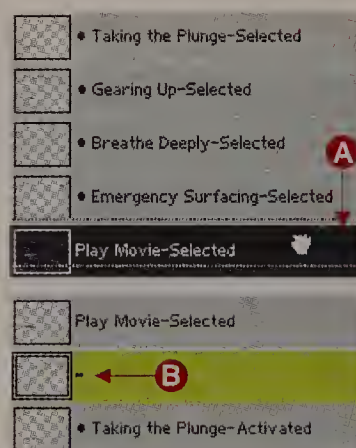 • Taking the Plunge-Selected
• Gearing Up-Selected
• Breathe Deeply-Selected
A
• Emergency Surfacing-Selected
Play Movie-Selected
Play Movie-Selected
- B
• Taking the Plunge-Activated